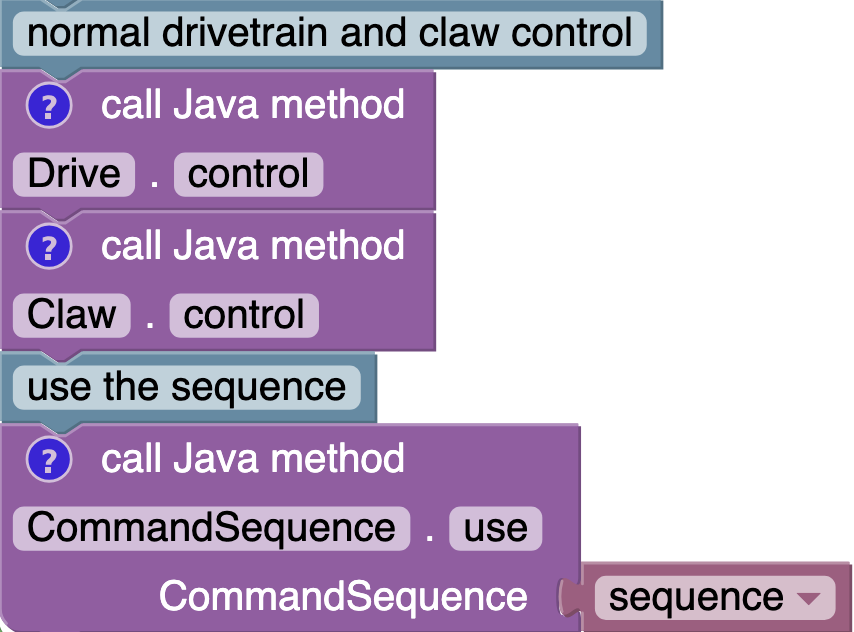 normal drivetrain and claw control
? call Java method
Drive . control
? call Java method
Claw . control
use the sequence
? call Java method
CommandSequence . use
CommandSequence sequence